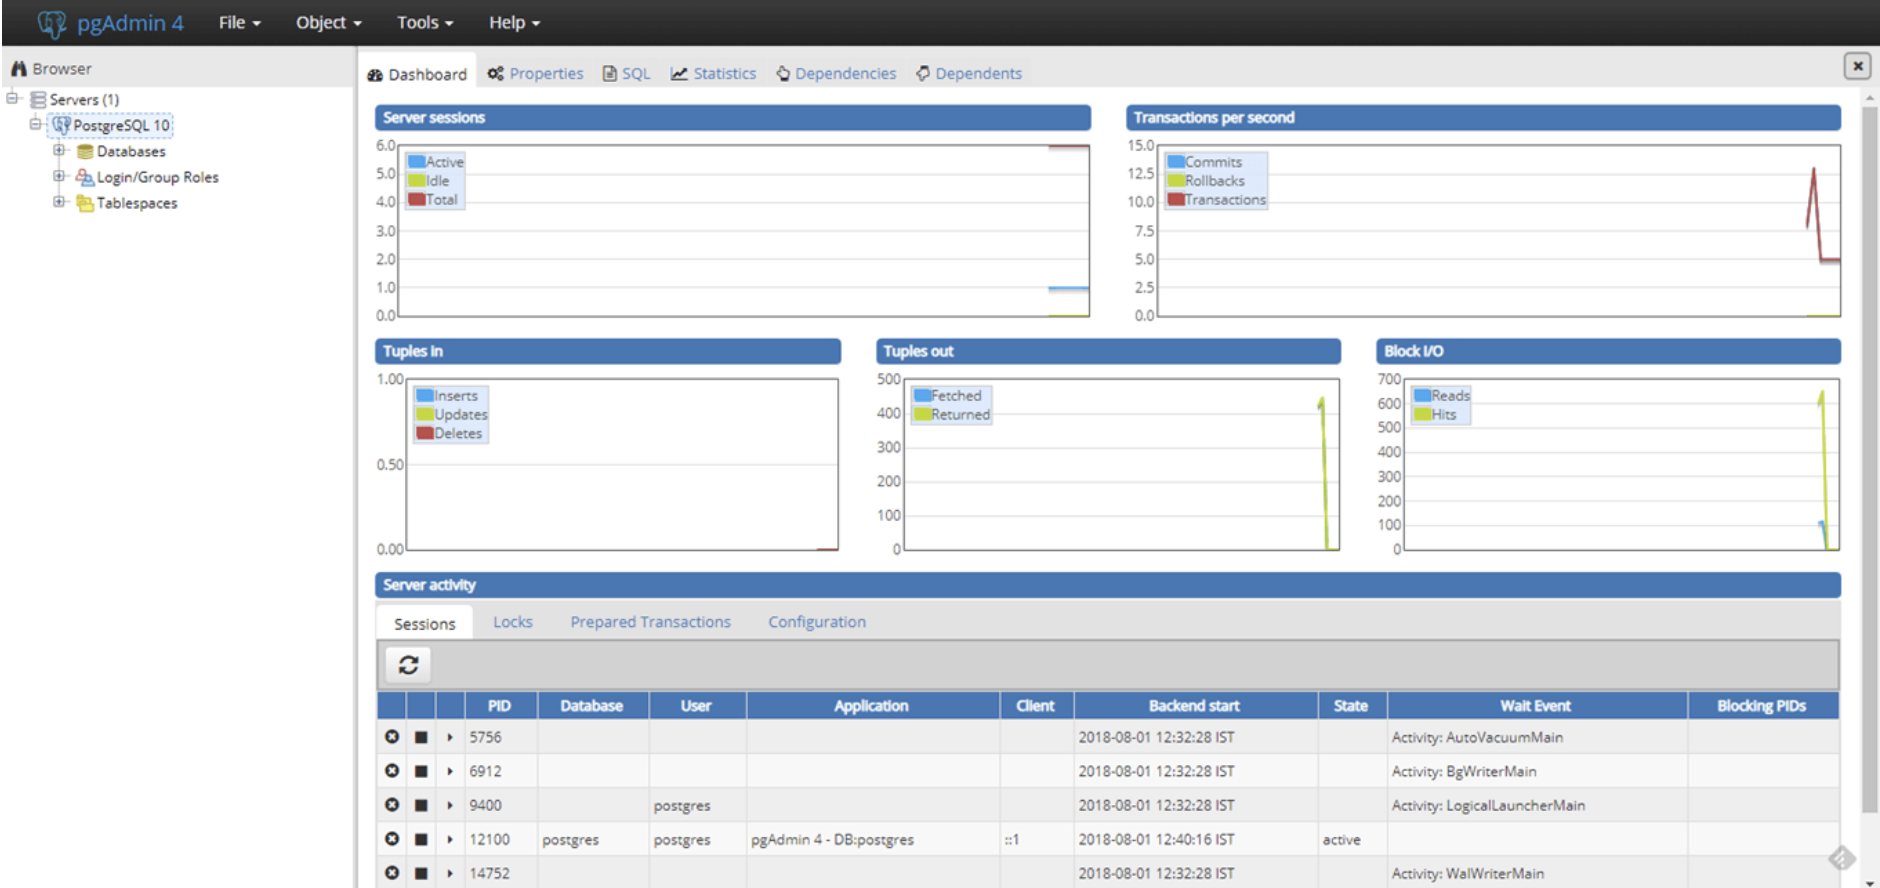 pgAdmin 4 File Object Tools Help
Browser
Servers (1)
PostgreSQL 10
Databases
Login/Group Roles
Tablespaces
Dashboard Properties SQL Statistics Dependencies Dependents
Server sessions
6.0
5.0
4.0
3.0
2.0
1.0
0.0
Active
Idle
Total
Transactions per second
15.0
12.5
10.0
7.5
5.0
2.5
0.0
Commits
Rollbacks
Transactions
Tuples in
1.00
0.50
0.00
Inserts
Updates
Deletes
Tuples out
500
400
300
200
100
0
Fetched
Returned
Block I/O
700
600
500
400
300
200
100
0
Reads
Hits
Server activity
Sessions Locks Prepared Transactions Configuration
PID Database User Application Client Backend start State Wait Event Blocking PIDs
5756 2018-08-01 12:32:28 IST Activity: AutoVacuumMain
6912 2018-08-01 12:32:28 IST Activity: BgWriterMain
9400 postgres 2018-08-01 12:32:28 IST Activity: LogicalLauncherMain
12100 postgres postgres pgAdmin 4 - DB:postgres ::1 2018-08-01 12:40:16 IST active
14752 2018-08-01 12:32:28 IST Activity: WalWriterMain